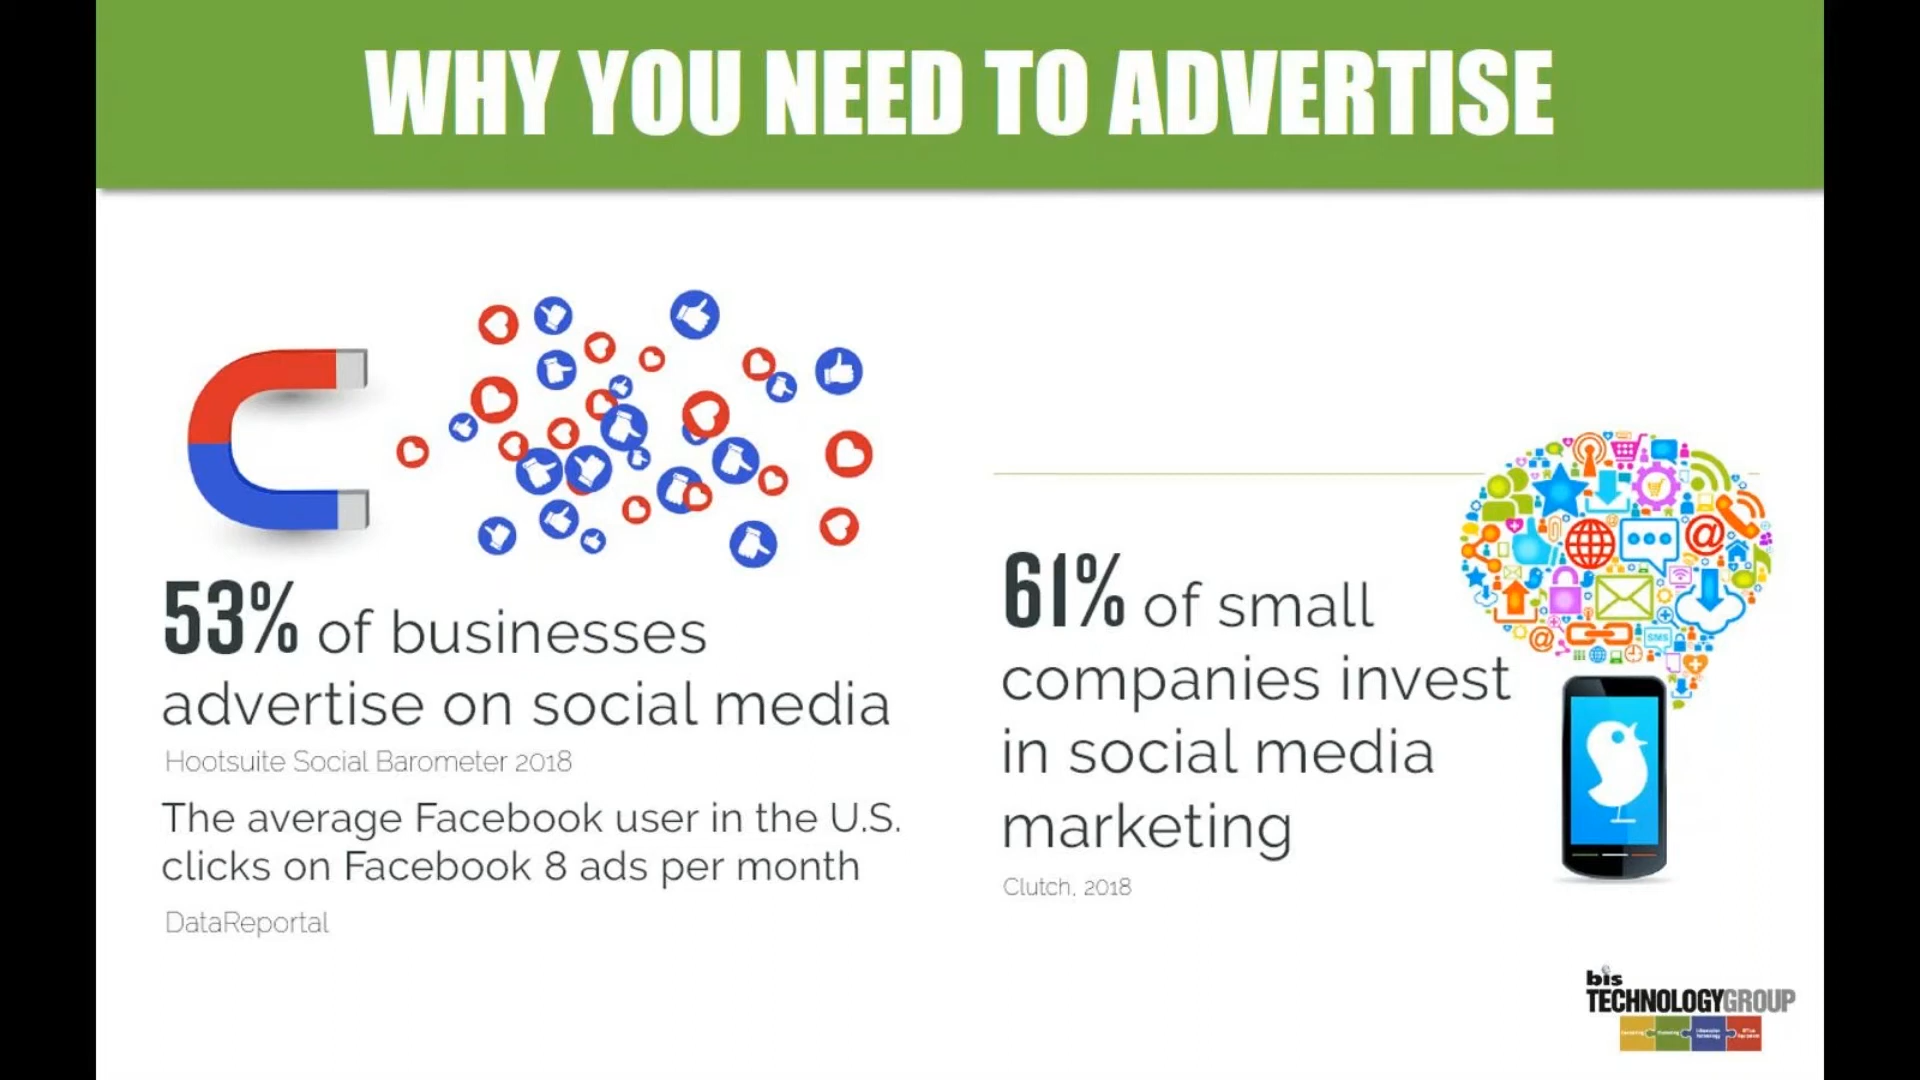 WHY YOU NEED TO ADVERTISE
53% of businesses
advertise on social media
Hootsuite Social Barometer 2018
The average Facebook user in the U.S.
clicks on Facebook 8 ads per month
DataReportal
61% of small
companies invest
in social media
marketing
Clutch, 2018
@
@
SMS
bis
TECHNOLOGYGROUP